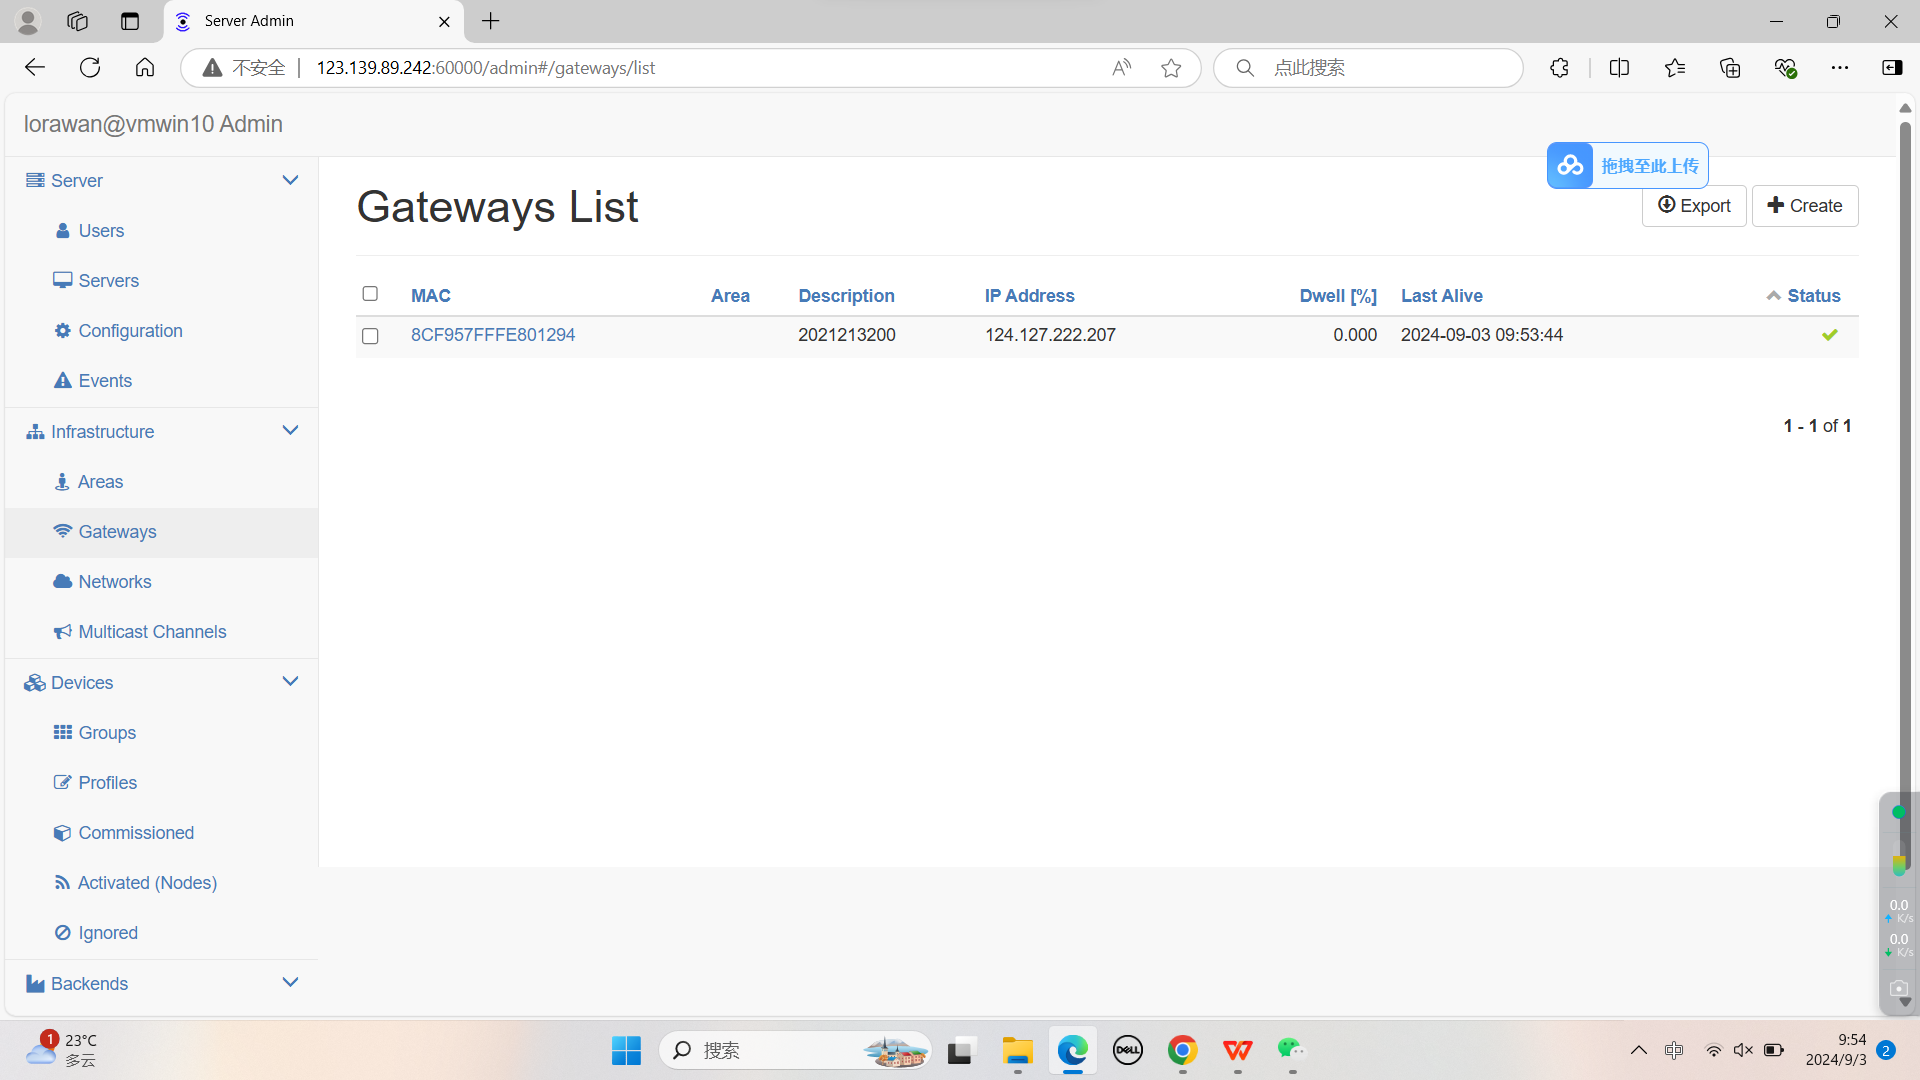 Server Admin
不安全
123.139.89.242:60000/admin#/gateways/list
点此搜索
lorawan@vmwin10 Admin
拖拽至此上传
Server
Users
Servers
Configuration
Events
Infrastructure
Areas
Gateways
Networks
Multicast Channels
Devices
Groups
Profiles
Commissioned
Activated (Nodes)
Ignored
Backends
Gateways List
Export
Create
MAC Area Description IP Address Dwell [%] Last Alive Status
8CF957FFFE801294 2021213200 124.127.222.207 0.000 2024-09-03 09:53:44
1 - 1 of 1
0.0
K/s
0.0
K/s
1
23°C
多云
搜索
DELL
中
9:54
2024/9/3
2